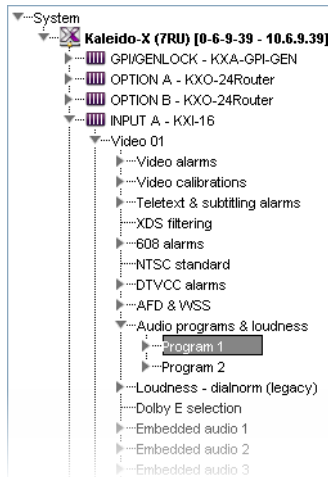 System
Kaleido-X (7RU) [0-6-9-39 - 10.6.9.39]
GPI/GENLOCK - KXA-GPI-GEN
OPTION A - KXO-24Router
OPTION B - KXO-24Router
INPUT A - KXI-16
Video 01
Video alarms
Video calibrations
Teletext & subtitling alarms
XDS filtering
608 alarms
NTSC standard
DTVCC alarms
AFD & WSS
Audio programs & loudness
Program 1
Program 2
Loudness - dialnorm (legacy)
Dolby E selection
Embedded audio 1
Embedded audio 2
Embedded audio 3